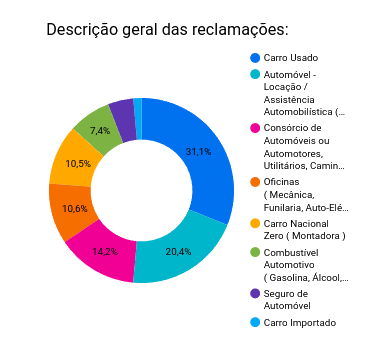 Descrição geral das reclamações:
Carro Usado
Automóvel -
Locação /
Assistência
Automobilística (…
Consórcio de
Automóveis ou
Automotores,
Utilitários, Camin…
Oficinas
( Mecânica,
Funilaria, Auto-Elé…
Carro Nacional
Zero ( Montadora )
Combustível
Automotivo
( Gasolina, Álcool,…
Seguro de
Automóvel
Carro Importado
31,1%
20,4%
14,2%
10,6%
10,5%
7,4%